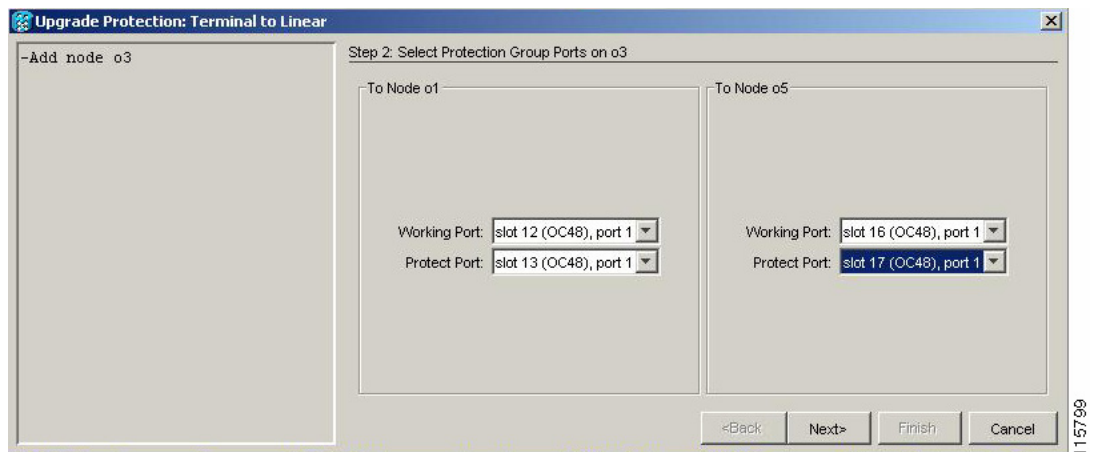 Upgrade Protection: Terminal to Linear
-Add node o3
Step 2: Select Protection Group Ports on o3
To Node o1
Working Port: slot 12 (OC48), port 1
Protect Port: slot 13 (OC48), port 1
To Node o5
Working Port: slot 16 (OC48), port 1
Protect Port: slot 17 (OC48), port 1
<Back Next> Finish Cancel
115799